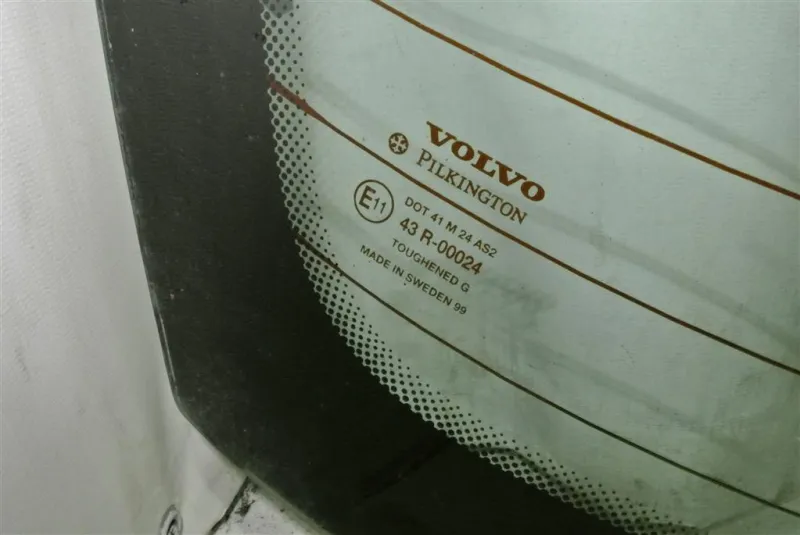 VOLVO
PILKINGTON
E11
DOT 41 M 24 AS2
43 R-00024
TOUGHENED G
MADE IN SWEDEN 99